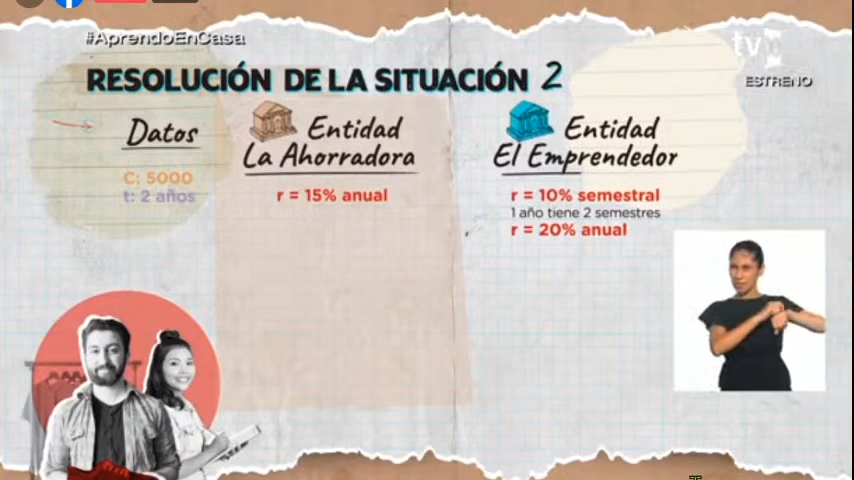 #AprendoEnCasa
tv
ESTRENO
RESOLUCIÓN DE LA SITUACIÓN 2
Datos
C: 5000
t: 2 años
Entidad
La Ahorradora
r = 15% anual
Entidad
El Emprendedor
r = 10% semestral
1 año tiene 2 semestres
r = 20% anual